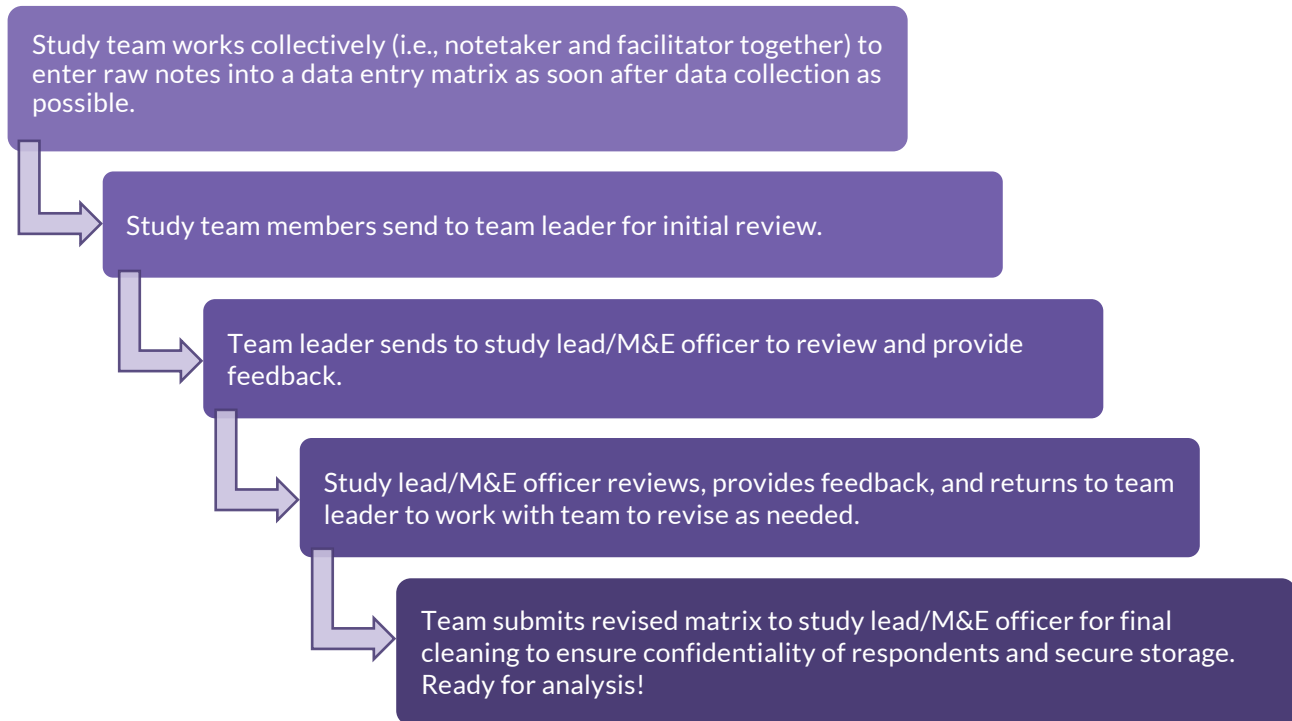 Study team works collectively (i.e., notetaker and facilitator together) to
enter raw notes into a data entry matrix as soon after data collection as
possible.
Study team members send to team leader for initial review.
Team leader sends to study lead/M&E officer to review and provide
feedback.
Study lead/M&E officer reviews, provides feedback, and returns to team
leader to work with team to revise as needed.
Team submits revised matrix to study lead/M&E officer for final
cleaning to ensure confidentiality of respondents and secure storage.
Ready for analysis!